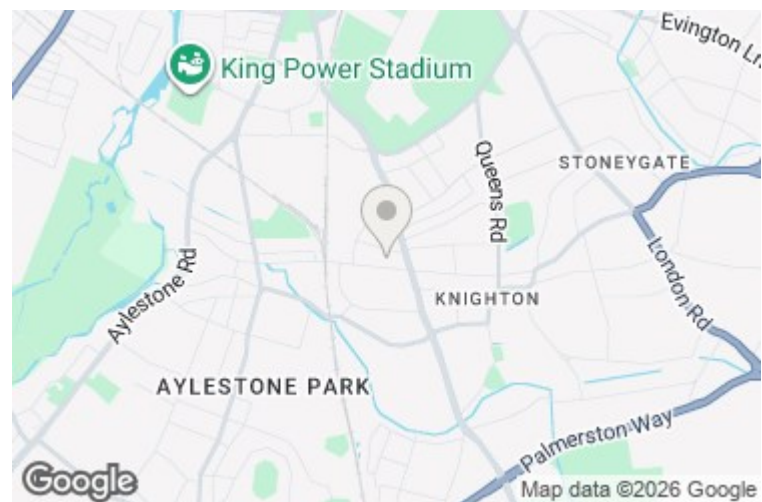 Evington Ln
King Power Stadium
STONEYGATE
Queens Rd
Aylestone Rd
London Rd
KNIGHTON
AYLESTONE PARK
Palmerston Way
Google
Map data ©2026 Google